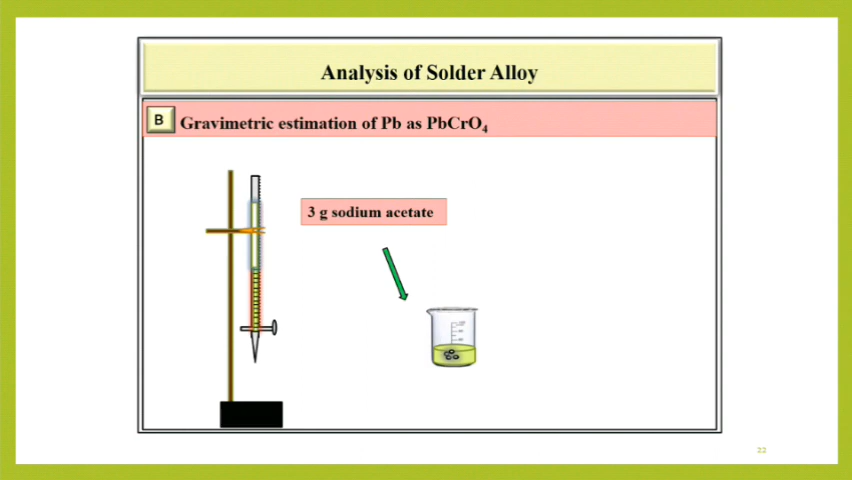 Analysis of Solder Alloy
B Gravimetric estimation of Pb as PbCrO₄
3 g sodium acetate
22